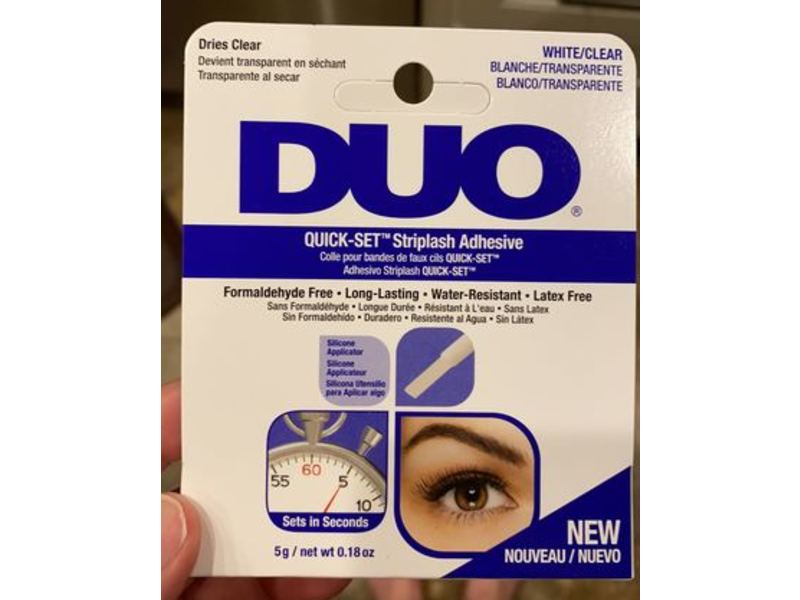 Dries Clear
Devient transparent en séchant
Transparente al secar
WHITE/CLEAR
BLANCHE/TRANSPARENTE
BLANCO/TRANSPARENTE
DUO®
QUICK-SET™ Striplash Adhesive
Colle pour bandes de faux cils QUICK-SET™
Adhesivo Striplash QUICK-SET™
Formaldehyde Free • Long-Lasting • Water-Resistant • Latex Free
Sans Formaldéhyde • Longue Durée • Résistant à L'eau • Sans Latex
Sin Formaldehido • Duradero • Resistente al Agua • Sin Látex
Silicone
Applicator
Silicone
Applicateur
Silicona Utensilio
para Aplicar algo
55 60 5 10
Sets in Seconds
5g / net wt 0.18 oz
NEW
NOUVEAU / NUEVO